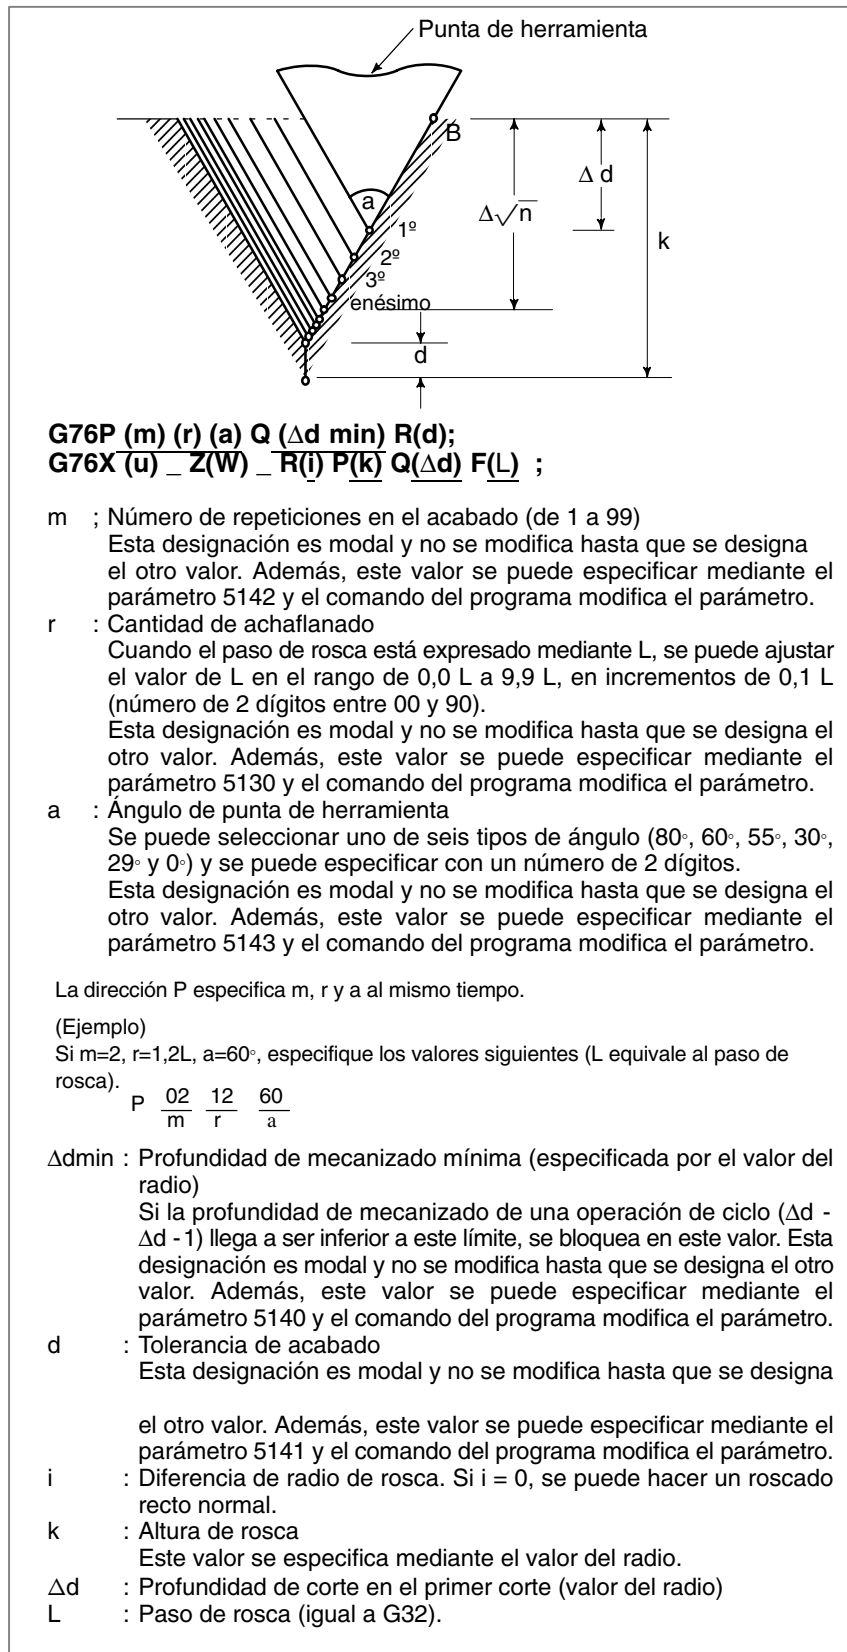 Punta de herramienta
B
Δ d
a
Δ√n
1º
2º
k
3º
enésimo
d
G76P (m) (r) (a) Q (Δd min) R(d);
G76X (u) _ Z(W) _ R(i) P(k) Q(Δd) F(L) ;
m ; Número de repeticiones en el acabado (de 1 a 99)
Esta designación es modal y no se modifica hasta que se designa
el otro valor. Además, este valor se puede especificar mediante el
parámetro 5142 y el comando del programa modifica el parámetro.
r : Cantidad de achaflanado
Cuando el paso de rosca está expresado mediante L, se puede ajustar
el valor de L en el rango de 0,0 L a 9,9 L, en incrementos de 0,1 L
(número de 2 dígitos entre 00 y 90).
Esta designación es modal y no se modifica hasta que se designa el
otro valor. Además, este valor se puede especificar mediante el
parámetro 5130 y el comando del programa modifica el parámetro.
a : Ángulo de punta de herramienta
Se puede seleccionar uno de seis tipos de ángulo (80°, 60°, 55°, 30°,
29° y 0°) y se puede especificar con un número de 2 dígitos.
Esta designación es modal y no se modifica hasta que se designa el
otro valor. Además, este valor se puede especificar mediante el
parámetro 5143 y el comando del programa modifica el parámetro.
La dirección P especifica m, r y a al mismo tiempo.
(Ejemplo)
Si m=2, r=1,2L, a=60°, especifique los valores siguientes (L equivale al paso de
rosca).
P 02 12 60
m r a
Δdmin : Profundidad de mecanizado mínima (especificada por el valor del
radio)
Si la profundidad de mecanizado de una operación de ciclo (Δd -
Δd -1) llega a ser inferior a este límite, se bloquea en este valor. Esta
designación es modal y no se modifica hasta que se designa el otro
valor. Además, este valor se puede especificar mediante el
parámetro 5140 y el comando del programa modifica el parámetro.
d : Tolerancia de acabado
Esta designación es modal y no se modifica hasta que se designa
el otro valor. Además, este valor se puede especificar mediante el
parámetro 5141 y el comando del programa modifica el parámetro.
i : Diferencia de radio de rosca. Si i = 0, se puede hacer un roscado
recto normal.
k : Altura de rosca
Este valor se especifica mediante el valor del radio.
Δd : Profundidad de corte en el primer corte (valor del radio)
L : Paso de rosca (igual a G32).